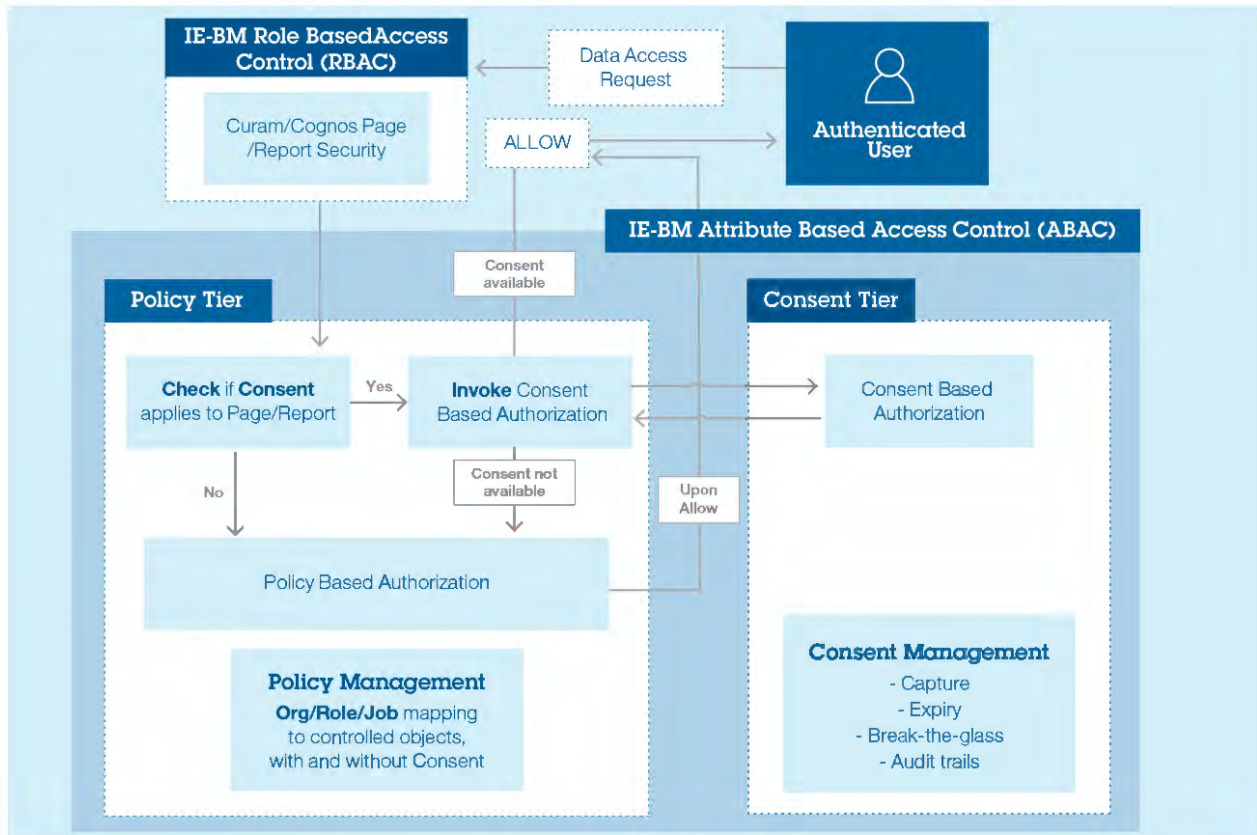 IE-BM Role BasedAccess
Control (RBAC)
Curam/Cognos Page
/Report Security
Data Access
Request
Authenticated
User
ALLOW
IE-BM Attribute Based Access Control (ABAC)
Consent
available
Policy Tier
Consent Tier
Check if Consent
applies to Page/Report
Yes
Invoke Consent
Based Authorization
Consent Based
Authorization
No
Consent not
available
Upon
Allow
Policy Based Authorization
Policy Management
Org/Role/Job mapping
to controlled objects,
with and without Consent
Consent Management
- Capture
- Expiry
- Break-the-glass
- Audit trails